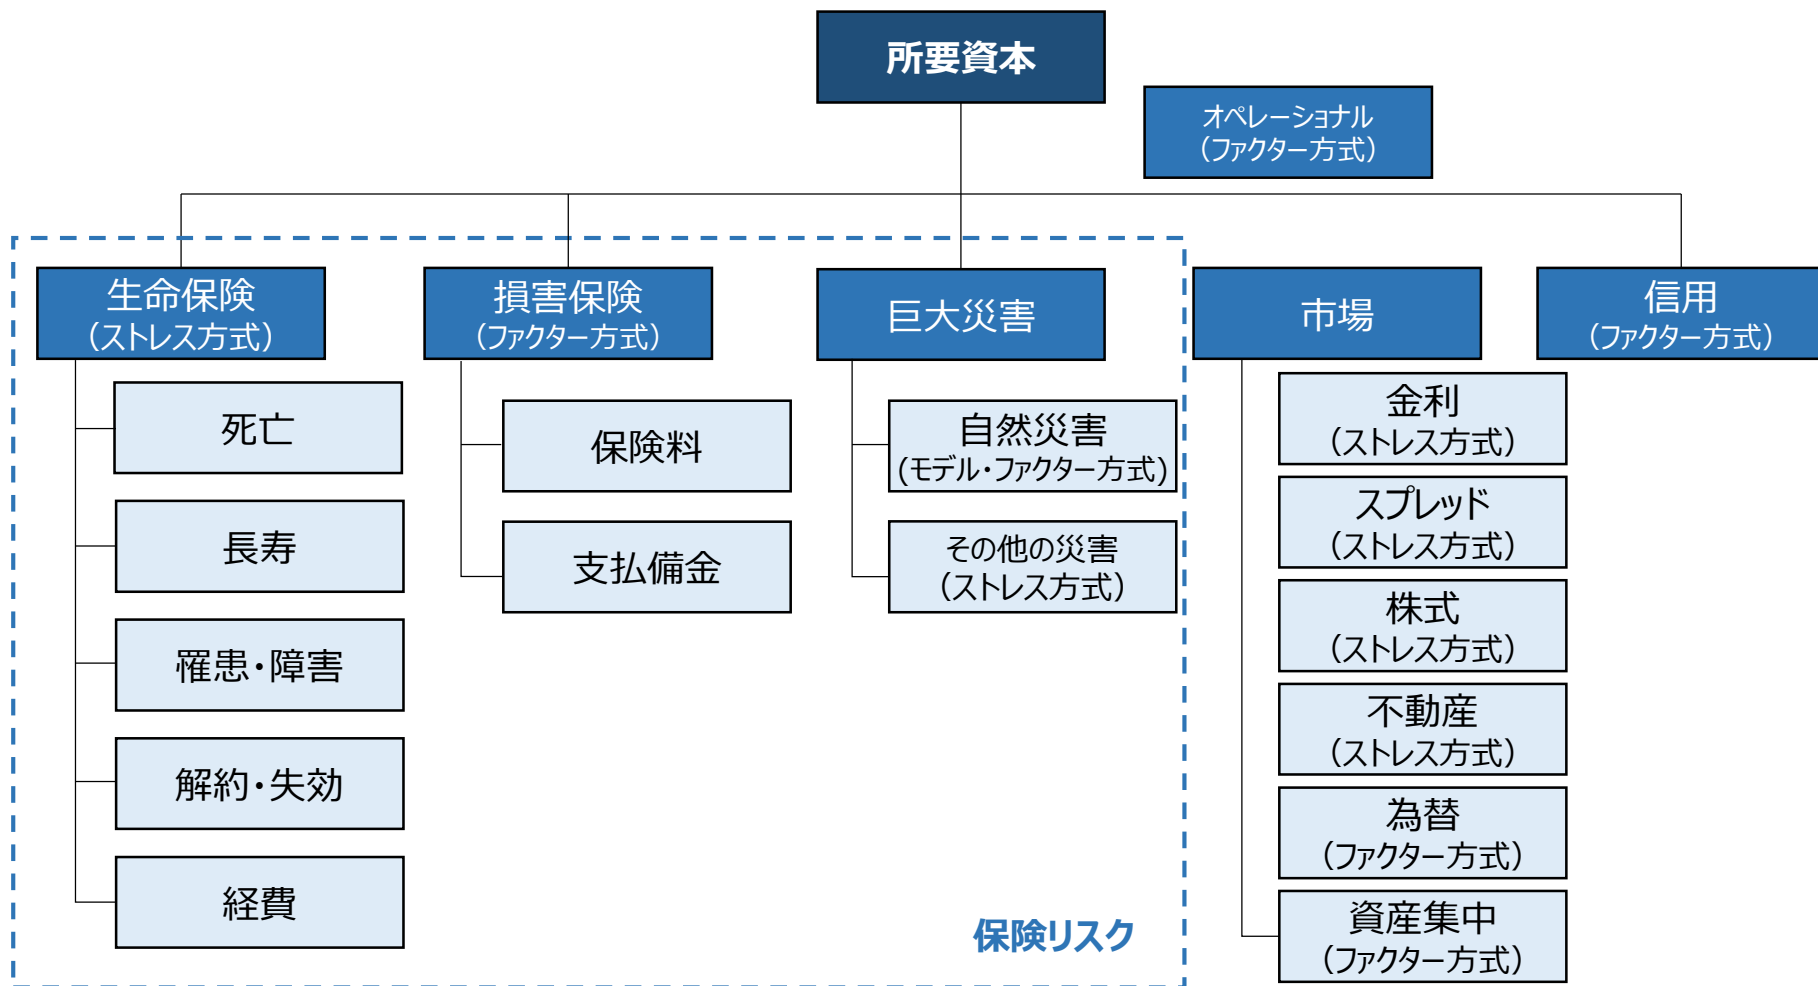 所要資本
オペレーショナル
（ファクター方式）
生命保険
（ストレス方式）
死亡
長寿
罹患・障害
解約・失効
経費
損害保険
（ファクター方式）
保険料
支払備金
巨大災害
自然災害
(モデル・ファクター方式)
その他の災害
（ストレス方式）
保険リスク
市場
金利
（ストレス方式）
スプレッド
（ストレス方式）
株式
（ストレス方式）
不動産
（ストレス方式）
為替
（ファクター方式）
資産集中
（ファクター方式）
信用
（ファクター方式）